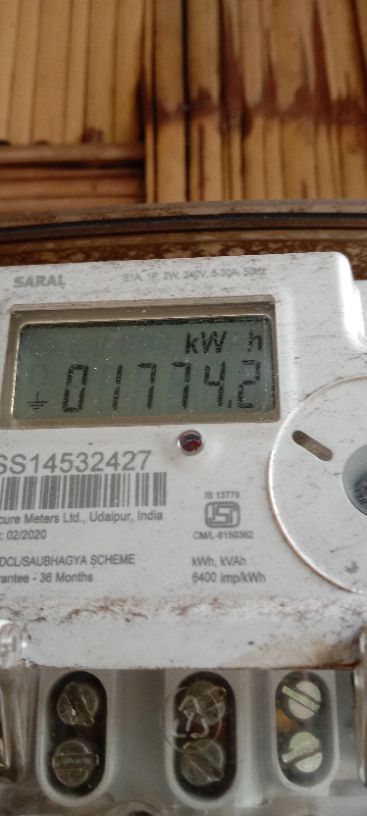 SARAL S1A, 1P, 2W, 240V, 5-30A, 50Hz
kW h
01774.2
SS14532427
cure Meters Ltd., Udaipur, India
: 02/2020
DCL/SAUBHAGYA SCHEME
rantee - 36 Months
IS 13779
CM/L-8150362
kWh, kVAh
6400 imp/kWh